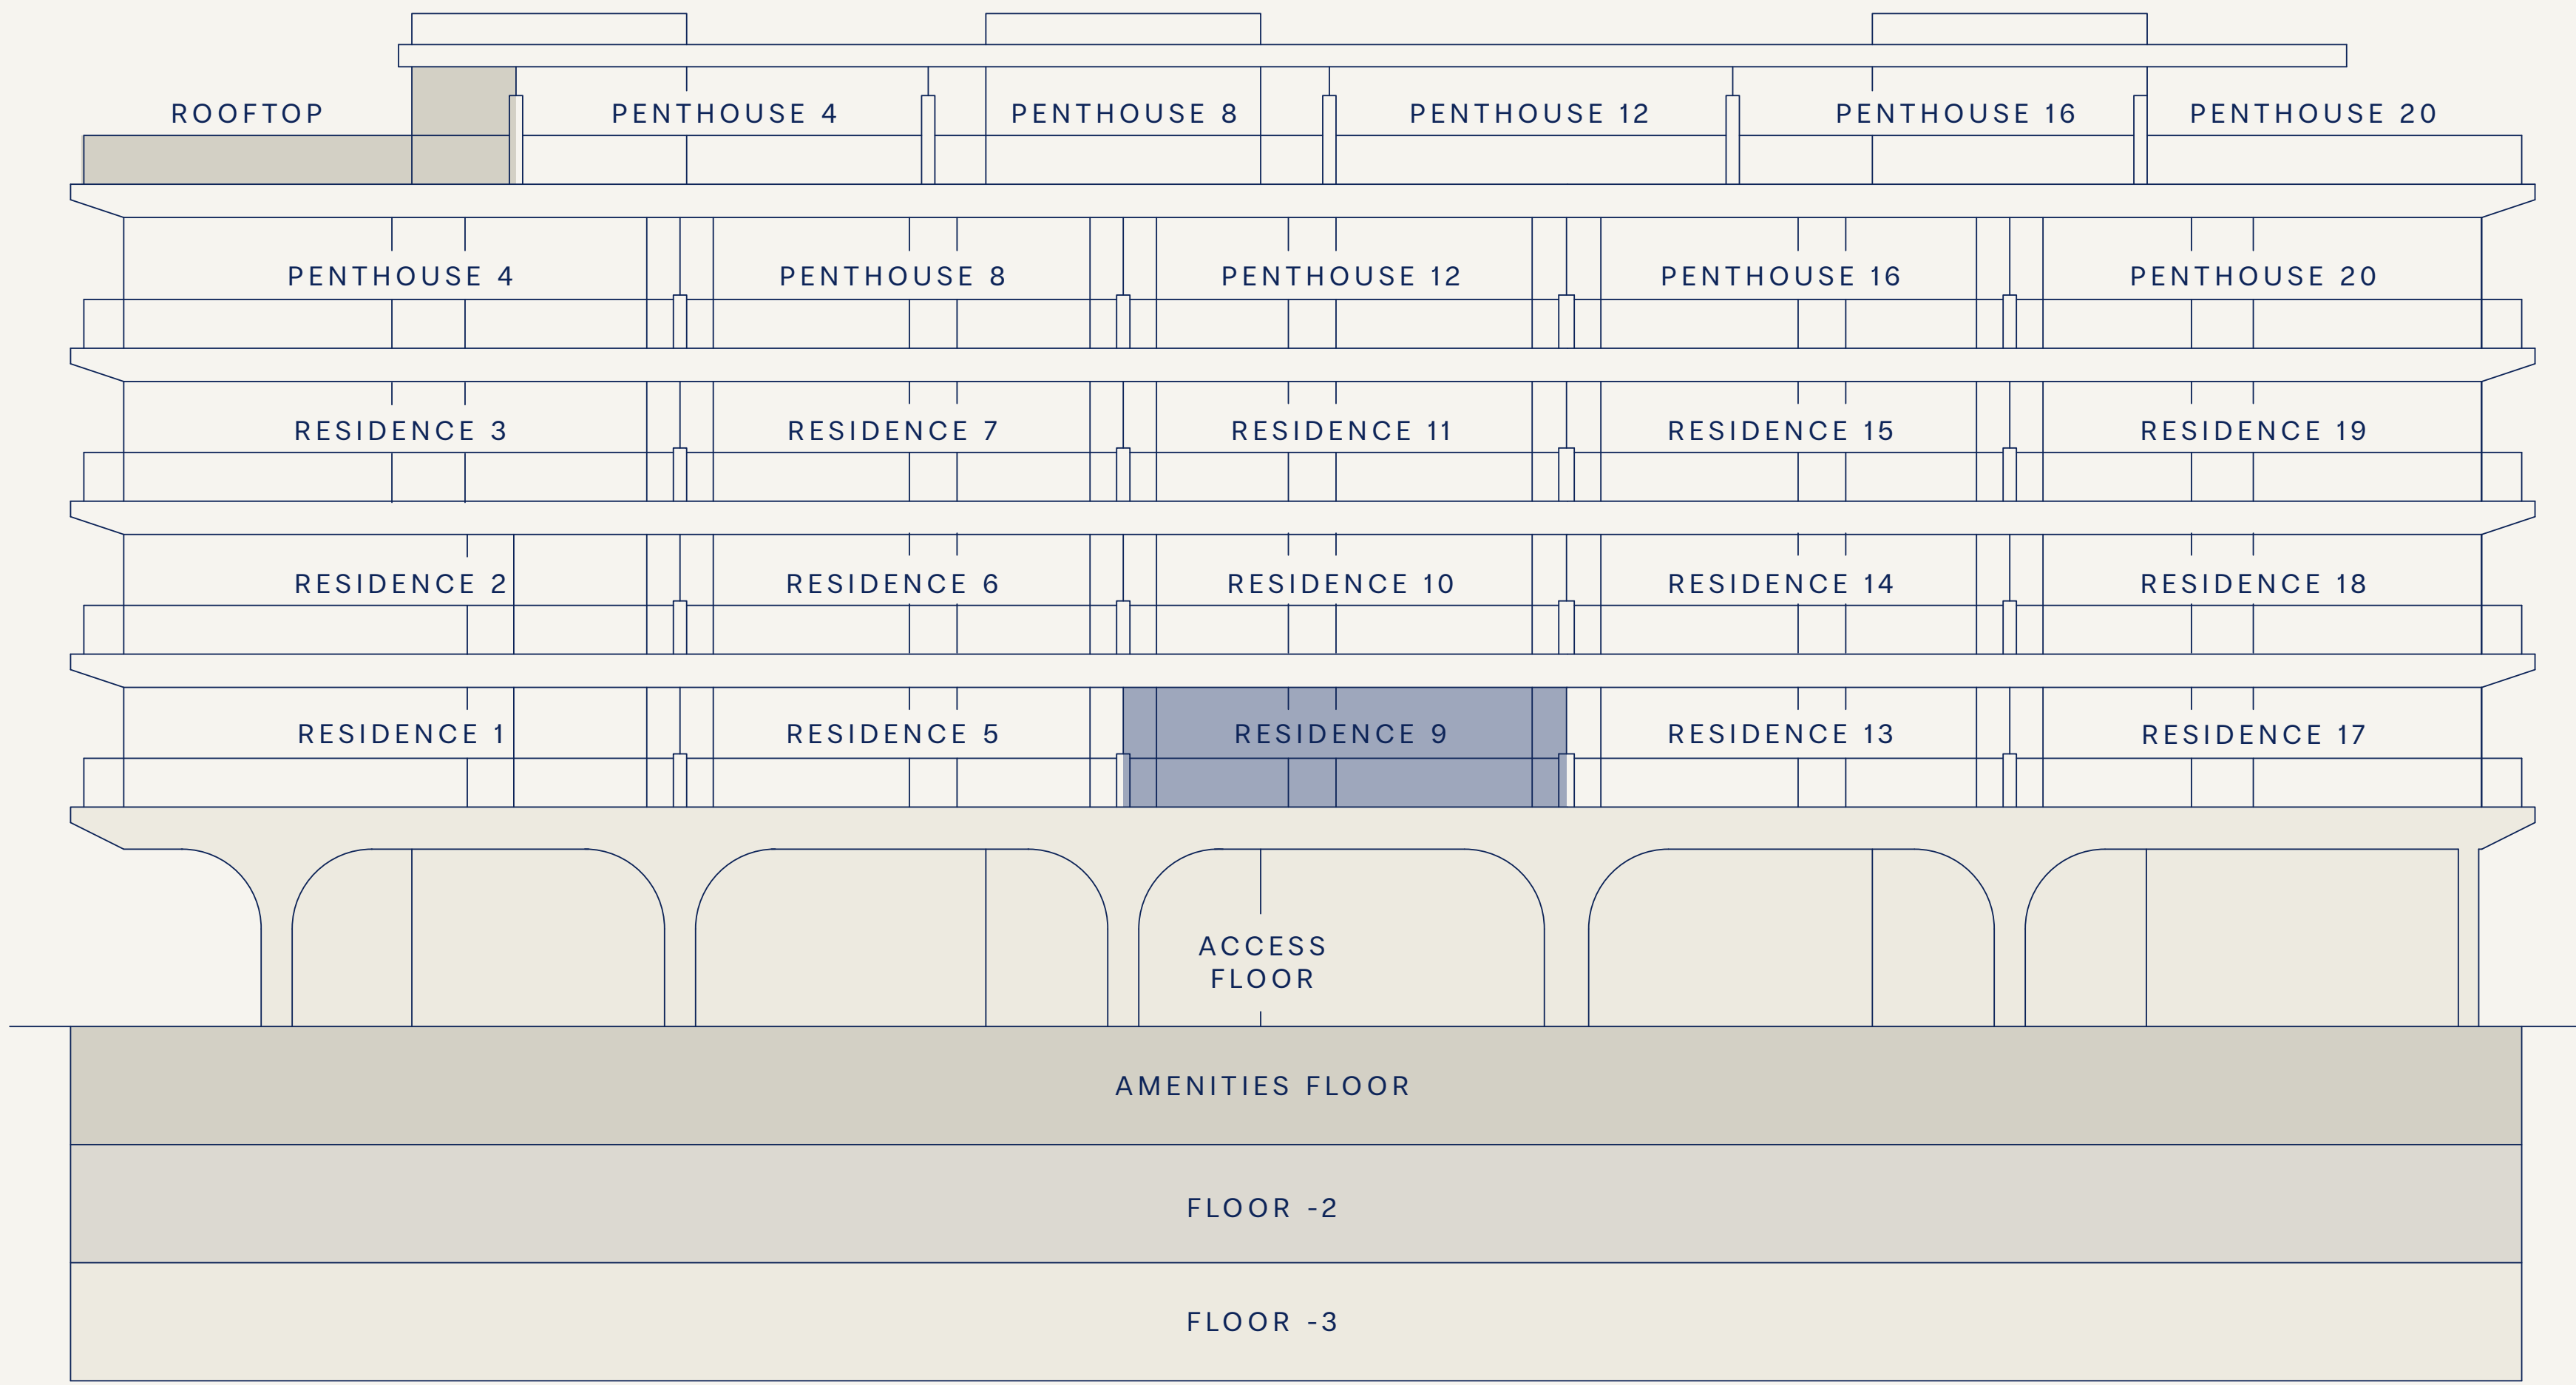 ROOFTOP
PENTHOUSE 4
PENTHOUSE 8
PENTHOUSE 12
PENTHOUSE 16
PENTHOUSE 20
PENTHOUSE 4
PENTHOUSE 8
PENTHOUSE 12
PENTHOUSE 16
PENTHOUSE 20
RESIDENCE 3
RESIDENCE 7
RESIDENCE 11
RESIDENCE 15
RESIDENCE 19
RESIDENCE 2
RESIDENCE 6
RESIDENCE 10
RESIDENCE 14
RESIDENCE 18
RESIDENCE 1
RESIDENCE 5
RESIDENCE 9
RESIDENCE 13
RESIDENCE 17
ACCESS
FLOOR
AMENITIES FLOOR
FLOOR -2
FLOOR -3